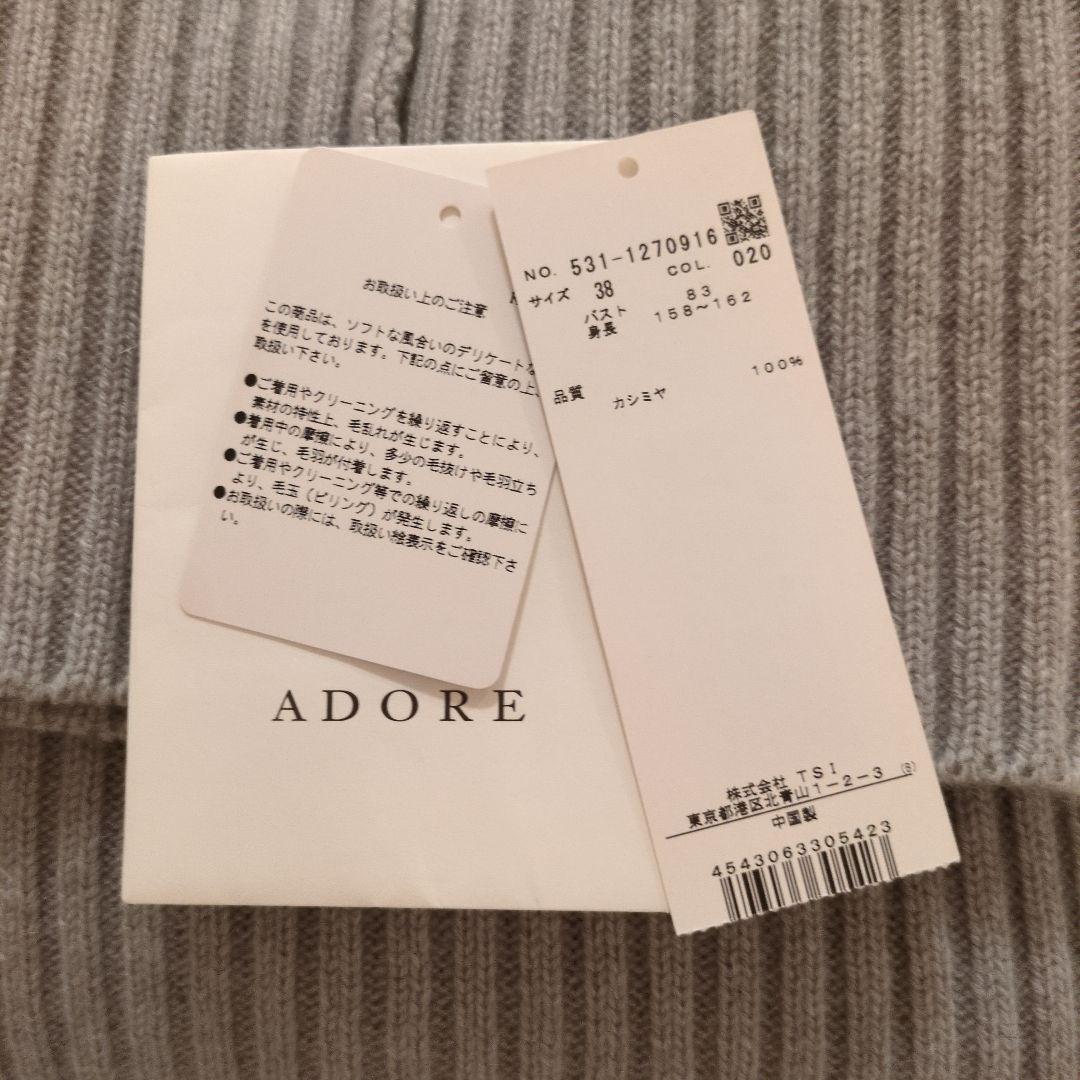 お取扱い上のご注意
この商品は、ソフトな風合いのデリケートな
を使用しております。下記の点にご留意の上、
取扱い下さい。
●ご着用やクリーニングを繰り返すことにより、
素材の特性上、毛乱れが生じます。
●着用中の摩擦により、多少の毛抜けや毛羽立ち
が生じ、毛羽が付着します。
●ご着用やクリーニング等での繰り返しの摩擦に
より、毛玉（ピリング）が発生します。
●お取扱いの際には、取扱い絵表示をご確認下さ
い。
ADORE
NO. 531-1270916
サイズ 38 COL. 020
バスト 83
身長 158～162
品質 カシミヤ 100%
株式会社 TSI
東京都港区北青山1-2-3 (8)
中国製
4543063305423